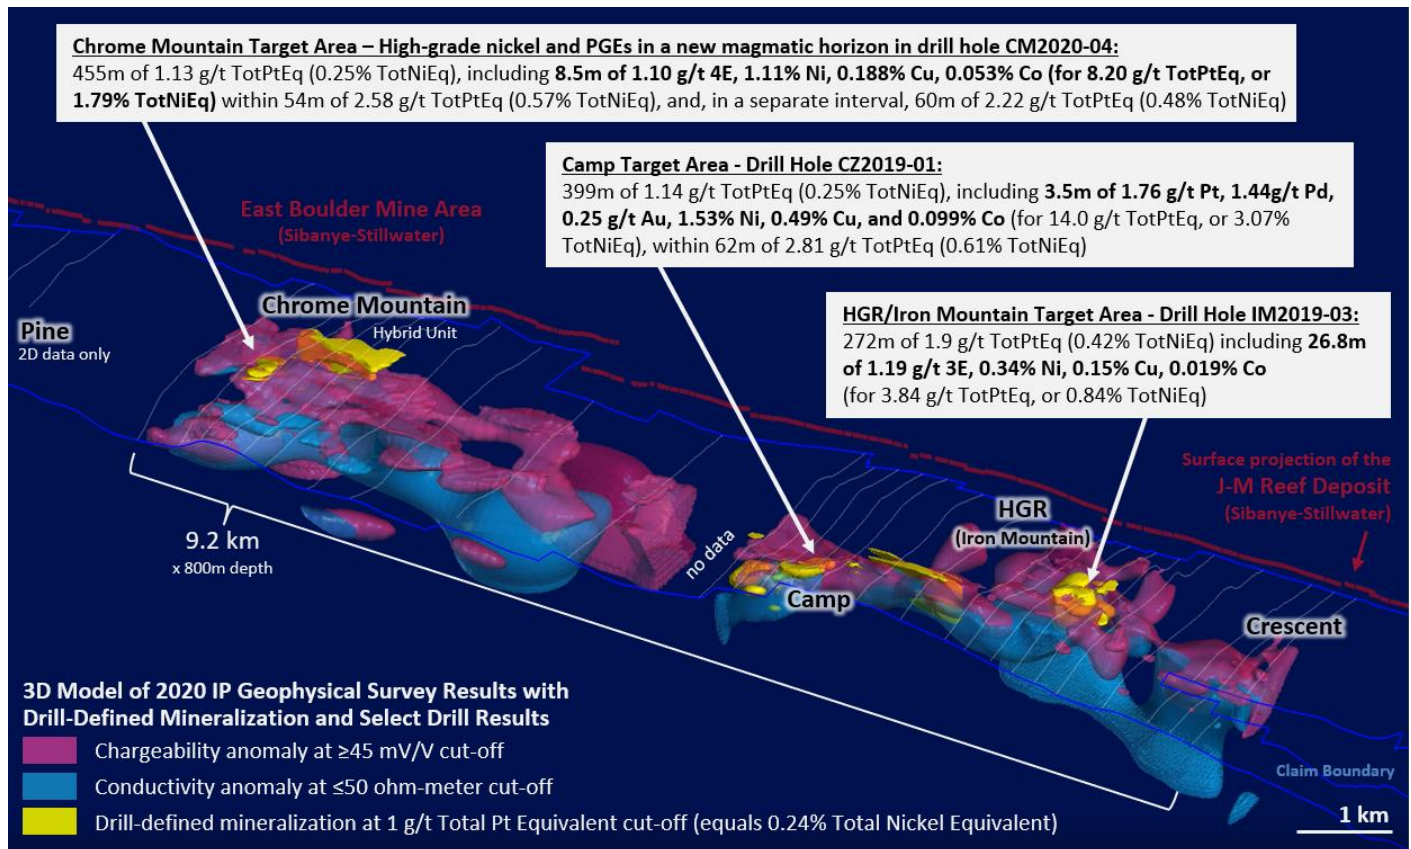 Chrome Mountain Target Area – High-grade nickel and PGEs in a new magmatic horizon in drill hole CM2020-04:
455m of 1.13 g/t TotPtEq (0.25% TotNiEq), including 8.5m of 1.10 g/t 4E, 1.11% Ni, 0.188% Cu, 0.053% Co (for 8.20 g/t TotPtEq, or
1.79% TotNiEq) within 54m of 2.58 g/t TotPtEq (0.57% TotNiEq), and, in a separate interval, 60m of 2.22 g/t TotPtEq (0.48% TotNiEq)
Camp Target Area - Drill Hole CZ2019-01:
399m of 1.14 g/t TotPtEq (0.25% TotNiEq), including 3.5m of 1.76 g/t Pt, 1.44g/t Pd,
0.25 g/t Au, 1.53% Ni, 0.49% Cu, and 0.099% Co (for 14.0 g/t TotPtEq, or 3.07%
TotNiEq), within 62m of 2.81 g/t TotPtEq (0.61% TotNiEq)
East Boulder Mine Area
(Sibanye-Stillwater)
HGR/Iron Mountain Target Area - Drill Hole IM2019-03:
272m of 1.9 g/t TotPtEq (0.42% TotNiEq) including 26.8m
of 1.19 g/t 3E, 0.34% Ni, 0.15% Cu, 0.019% Co
(for 3.84 g/t TotPtEq, or 0.84% TotNiEq)
Chrome Mountain
Hybrid Unit
Pine
2D data only
Surface projection of the
J-M Reef Deposit
(Sibanye-Stillwater)
HGR
(Iron Mountain)
9.2 km
x 800m depth
no data
Camp
Crescent
3D Model of 2020 IP Geophysical Survey Results with
Drill-Defined Mineralization and Select Drill Results
Chargeability anomaly at ≥45 mV/V cut-off
Conductivity anomaly at ≤50 ohm-meter cut-off
Drill-defined mineralization at 1 g/t Total Pt Equivalent cut-off (equals 0.24% Total Nickel Equivalent)
Claim Boundary
1 km